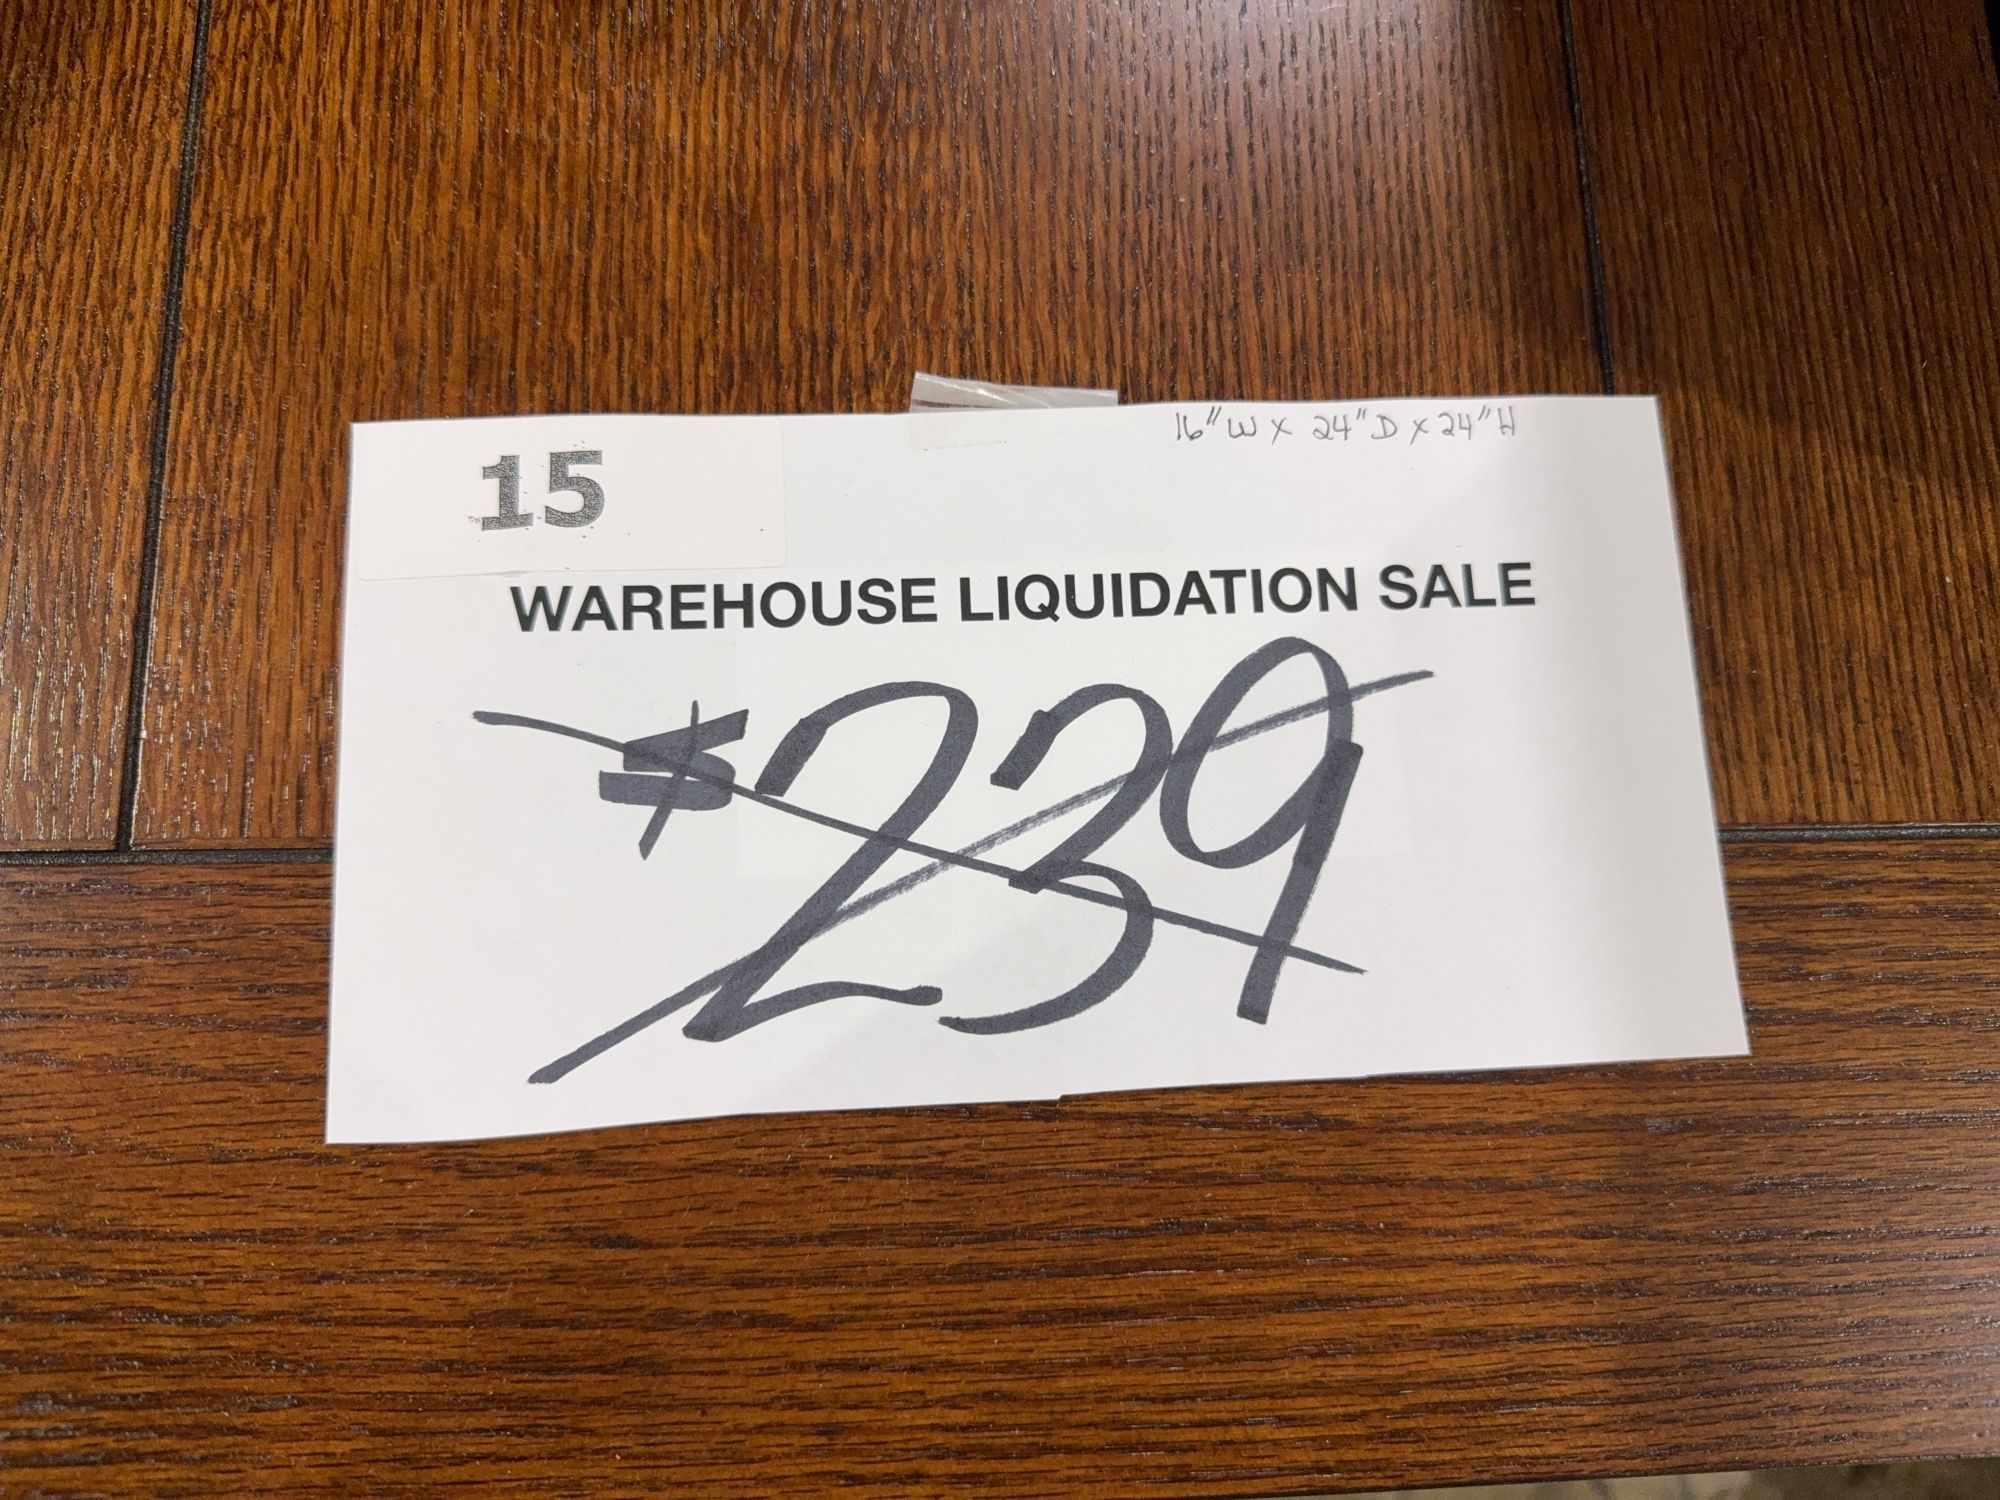 16"W x 24"D x 24"H
15
WAREHOUSE LIQUIDATION SALE
$239